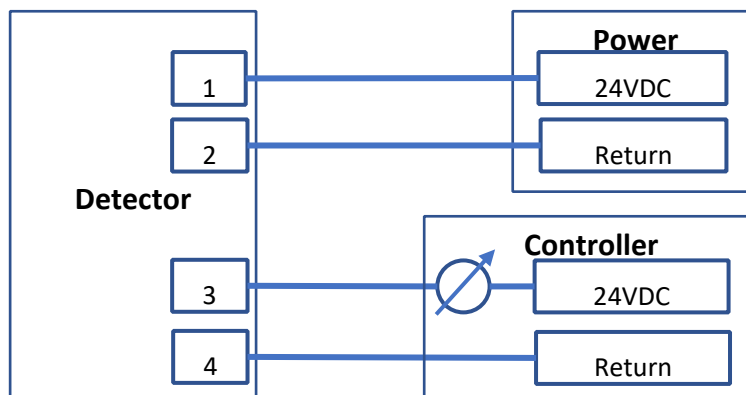 Power
1
24VDC
2
Return
Detector
Controller
3
24VDC
4
Return